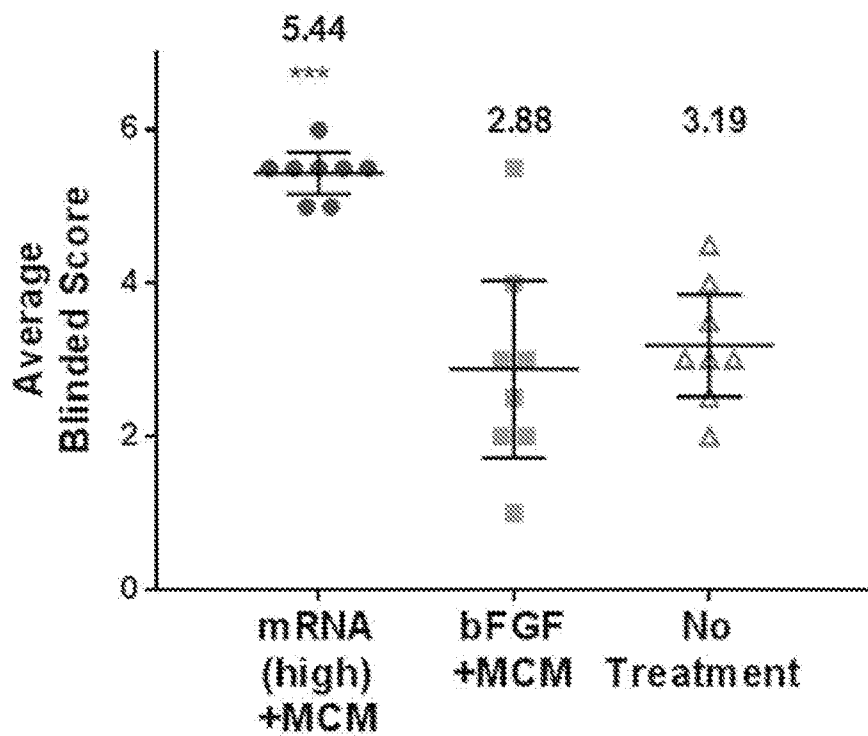 5.44
***
2.88
3.19
6
4
2
0
Average
Blinded Score
mRNA
(high)
+MCM
bFGF
+MCM
No
Treatment